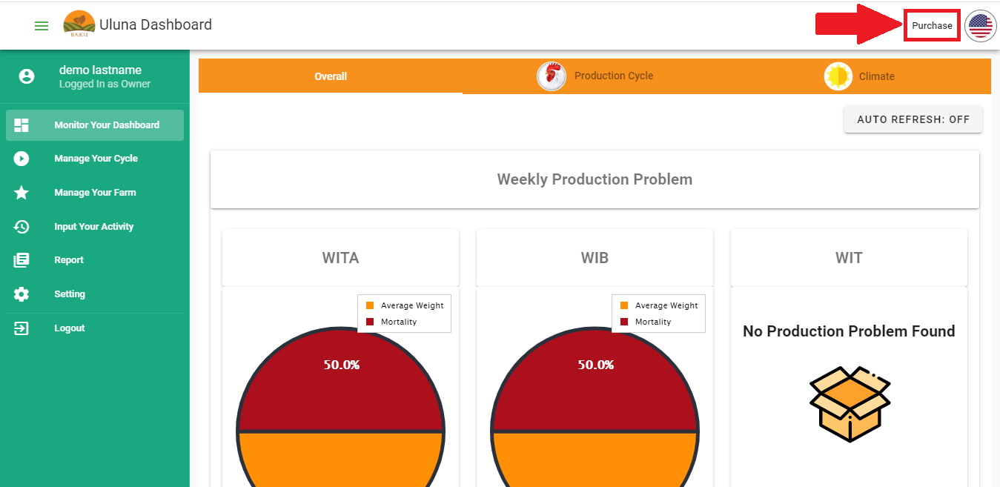 BAKU
Uluna Dashboard
Purchase
demo lastname
Logged In as Owner
Monitor Your Dashboard
Manage Your Cycle
Manage Your Farm
Input Your Activity
Report
Setting
Logout
Overall
Production Cycle
Climate
AUTO REFRESH: OFF
Weekly Production Problem
WITA
Average Weight
Mortality
50.0%
WIB
Average Weight
Mortality
50.0%
WIT
No Production Problem Found